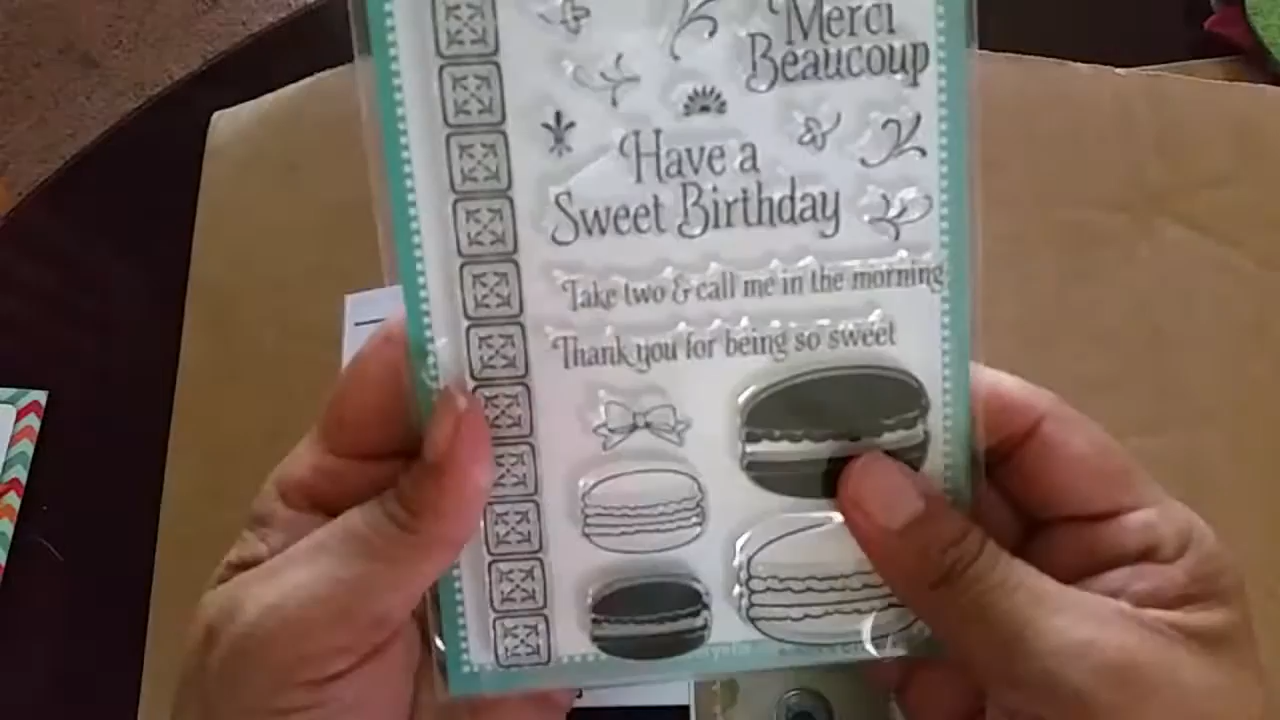 Merci
Beaucoup
Have a
Sweet Birthday
Take two & call me in the morning
Thank you for being so sweet